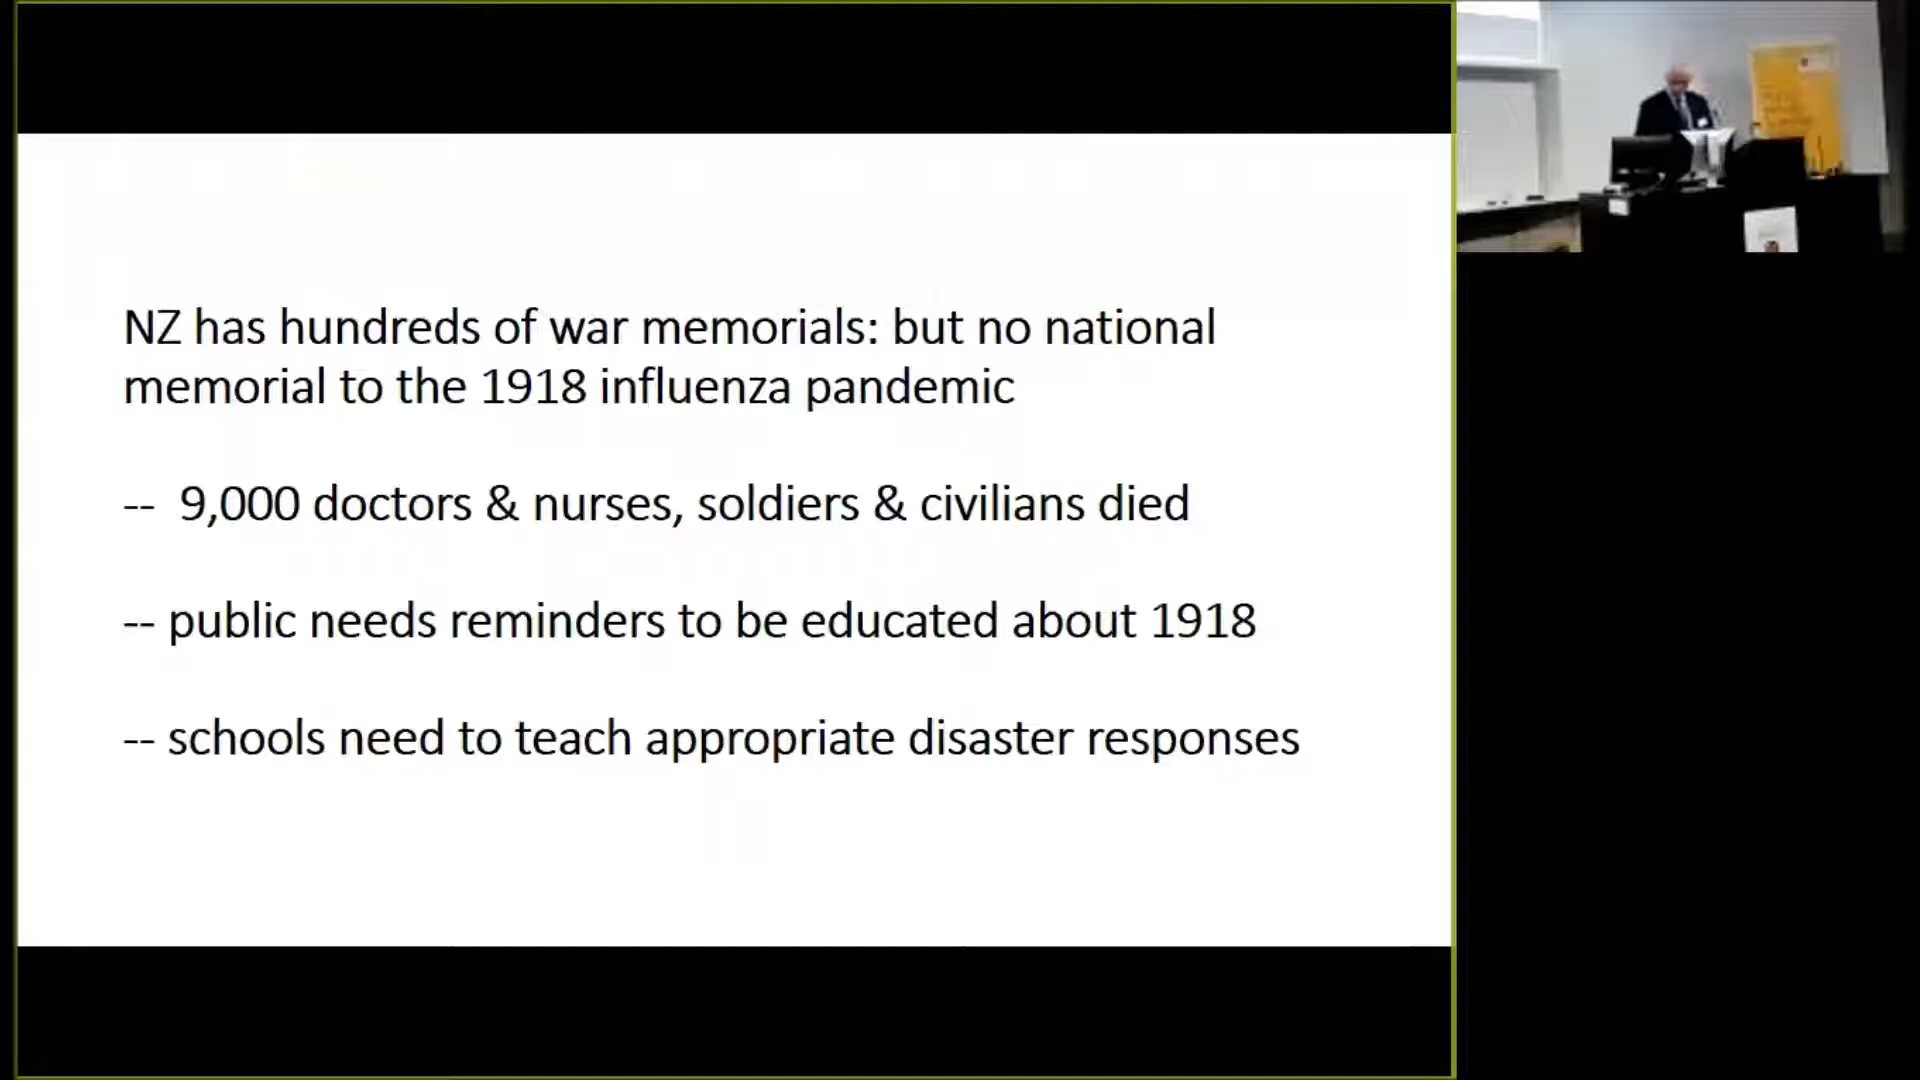 NZ has hundreds of war memorials: but no national
memorial to the 1918 influenza pandemic
-- 9,000 doctors & nurses, soldiers & civilians died
-- public needs reminders to be educated about 1918
-- schools need to teach appropriate disaster responses